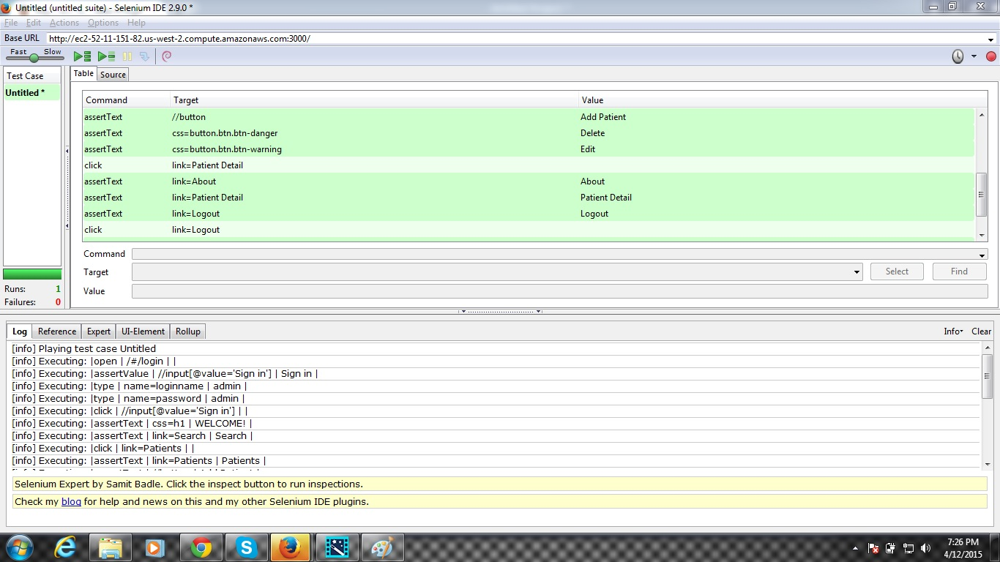 Untitled (untitled suite) - Selenium IDE 2.9.0 *
File Edit Actions Options Help
Base URL http://ec2-52-11-151-82.us-west-2.compute.amazonaws.com:3000/
Fast Slow
Test Case
Untitled *
Table Source
Command Target Value
assertText //button Add Patient
assertText css=button.btn.btn-danger Delete
assertText css=button.btn.btn-warning Edit
click link=Patient Detail
assertText link=About About
assertText link=Patient Detail Patient Detail
assertText link=Logout Logout
click link=Logout
Command
Target Select Find
Value
Runs: 1
Failures: 0
Log Reference Expert UI-Element Rollup Info Clear
[info] Playing test case Untitled
[info] Executing: |open | /#/login | |
[info] Executing: |assertValue | //input[@value='Sign in'] | Sign in |
[info] Executing: |type | name=loginname | admin |
[info] Executing: |type | name=password | admin |
[info] Executing: |click | //input[@value='Sign in'] | |
[info] Executing: |assertText | css=h1 | WELCOME! |
[info] Executing: |assertText | link=Search | Search |
[info] Executing: |click | link=Patients | |
[info] Executing: |assertText | link=Patients | Patients |
Selenium Expert by Samit Badle. Click the inspect button to run inspections.
Check my blog for help and news on this and my other Selenium IDE plugins.
7:26 PM
4/12/2015